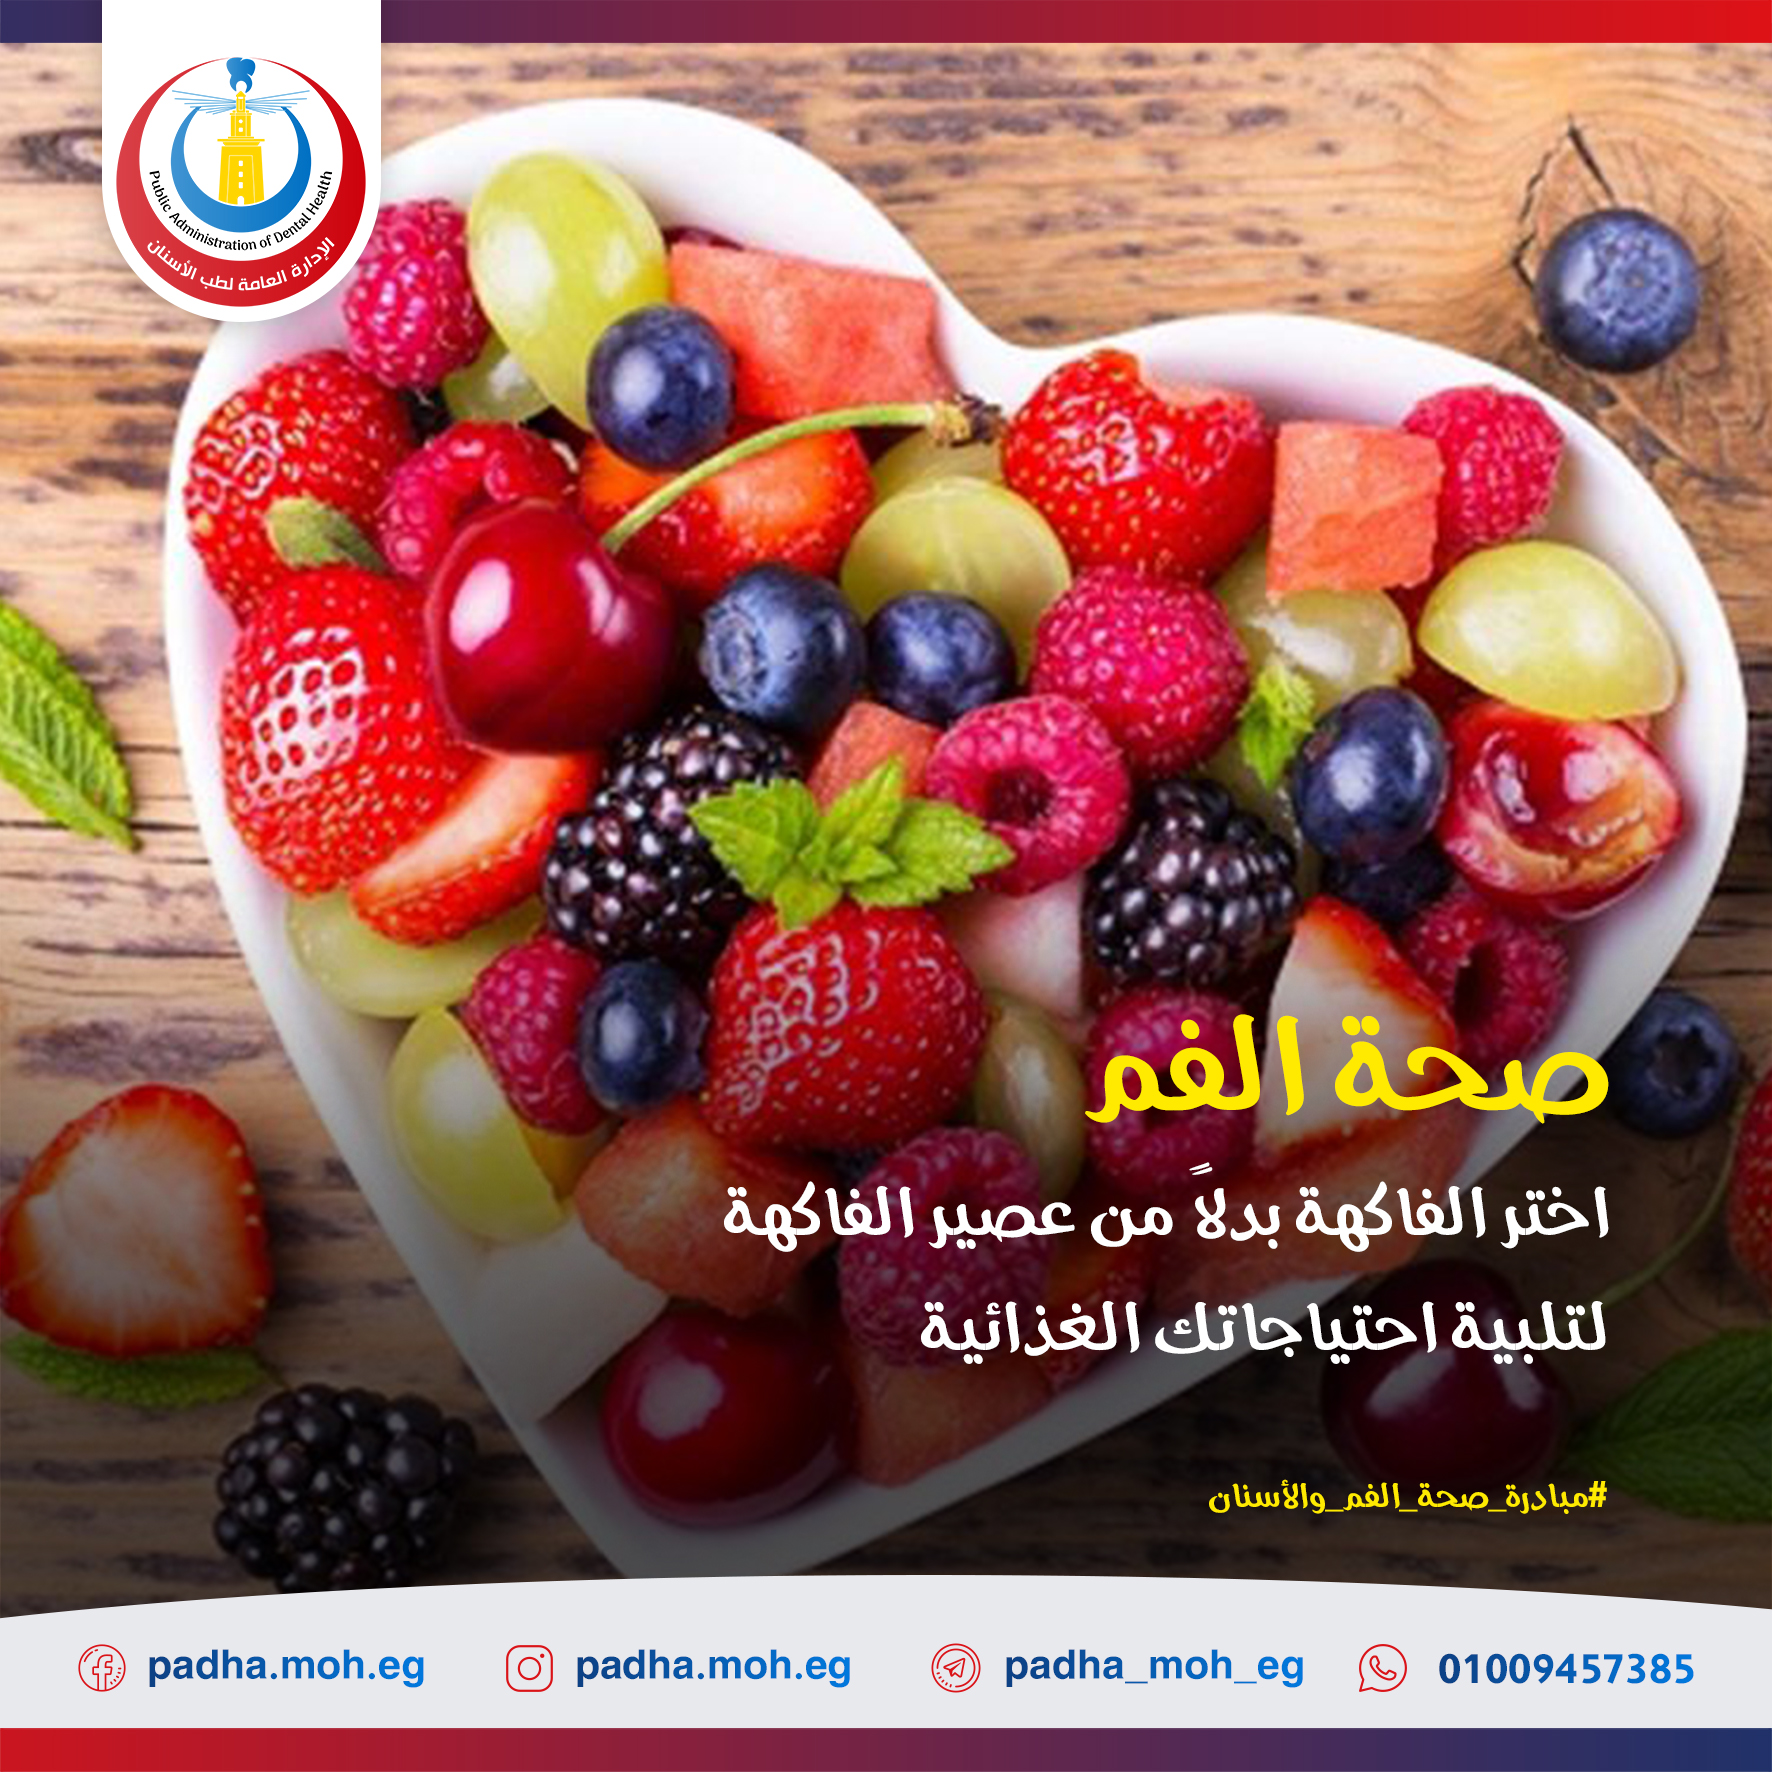 Public Administration of Dental Health
الإدارة العامة لطب الأسنان
صحة الفم
اختر الفاكهة بدلاً من عصير الفاكهة
لتلبية احتياجاتك الغذائية
#مبادرة_صحة_الفم_والأسنان
padha.moh.eg
padha.moh.eg
padha_moh_eg
01009457385